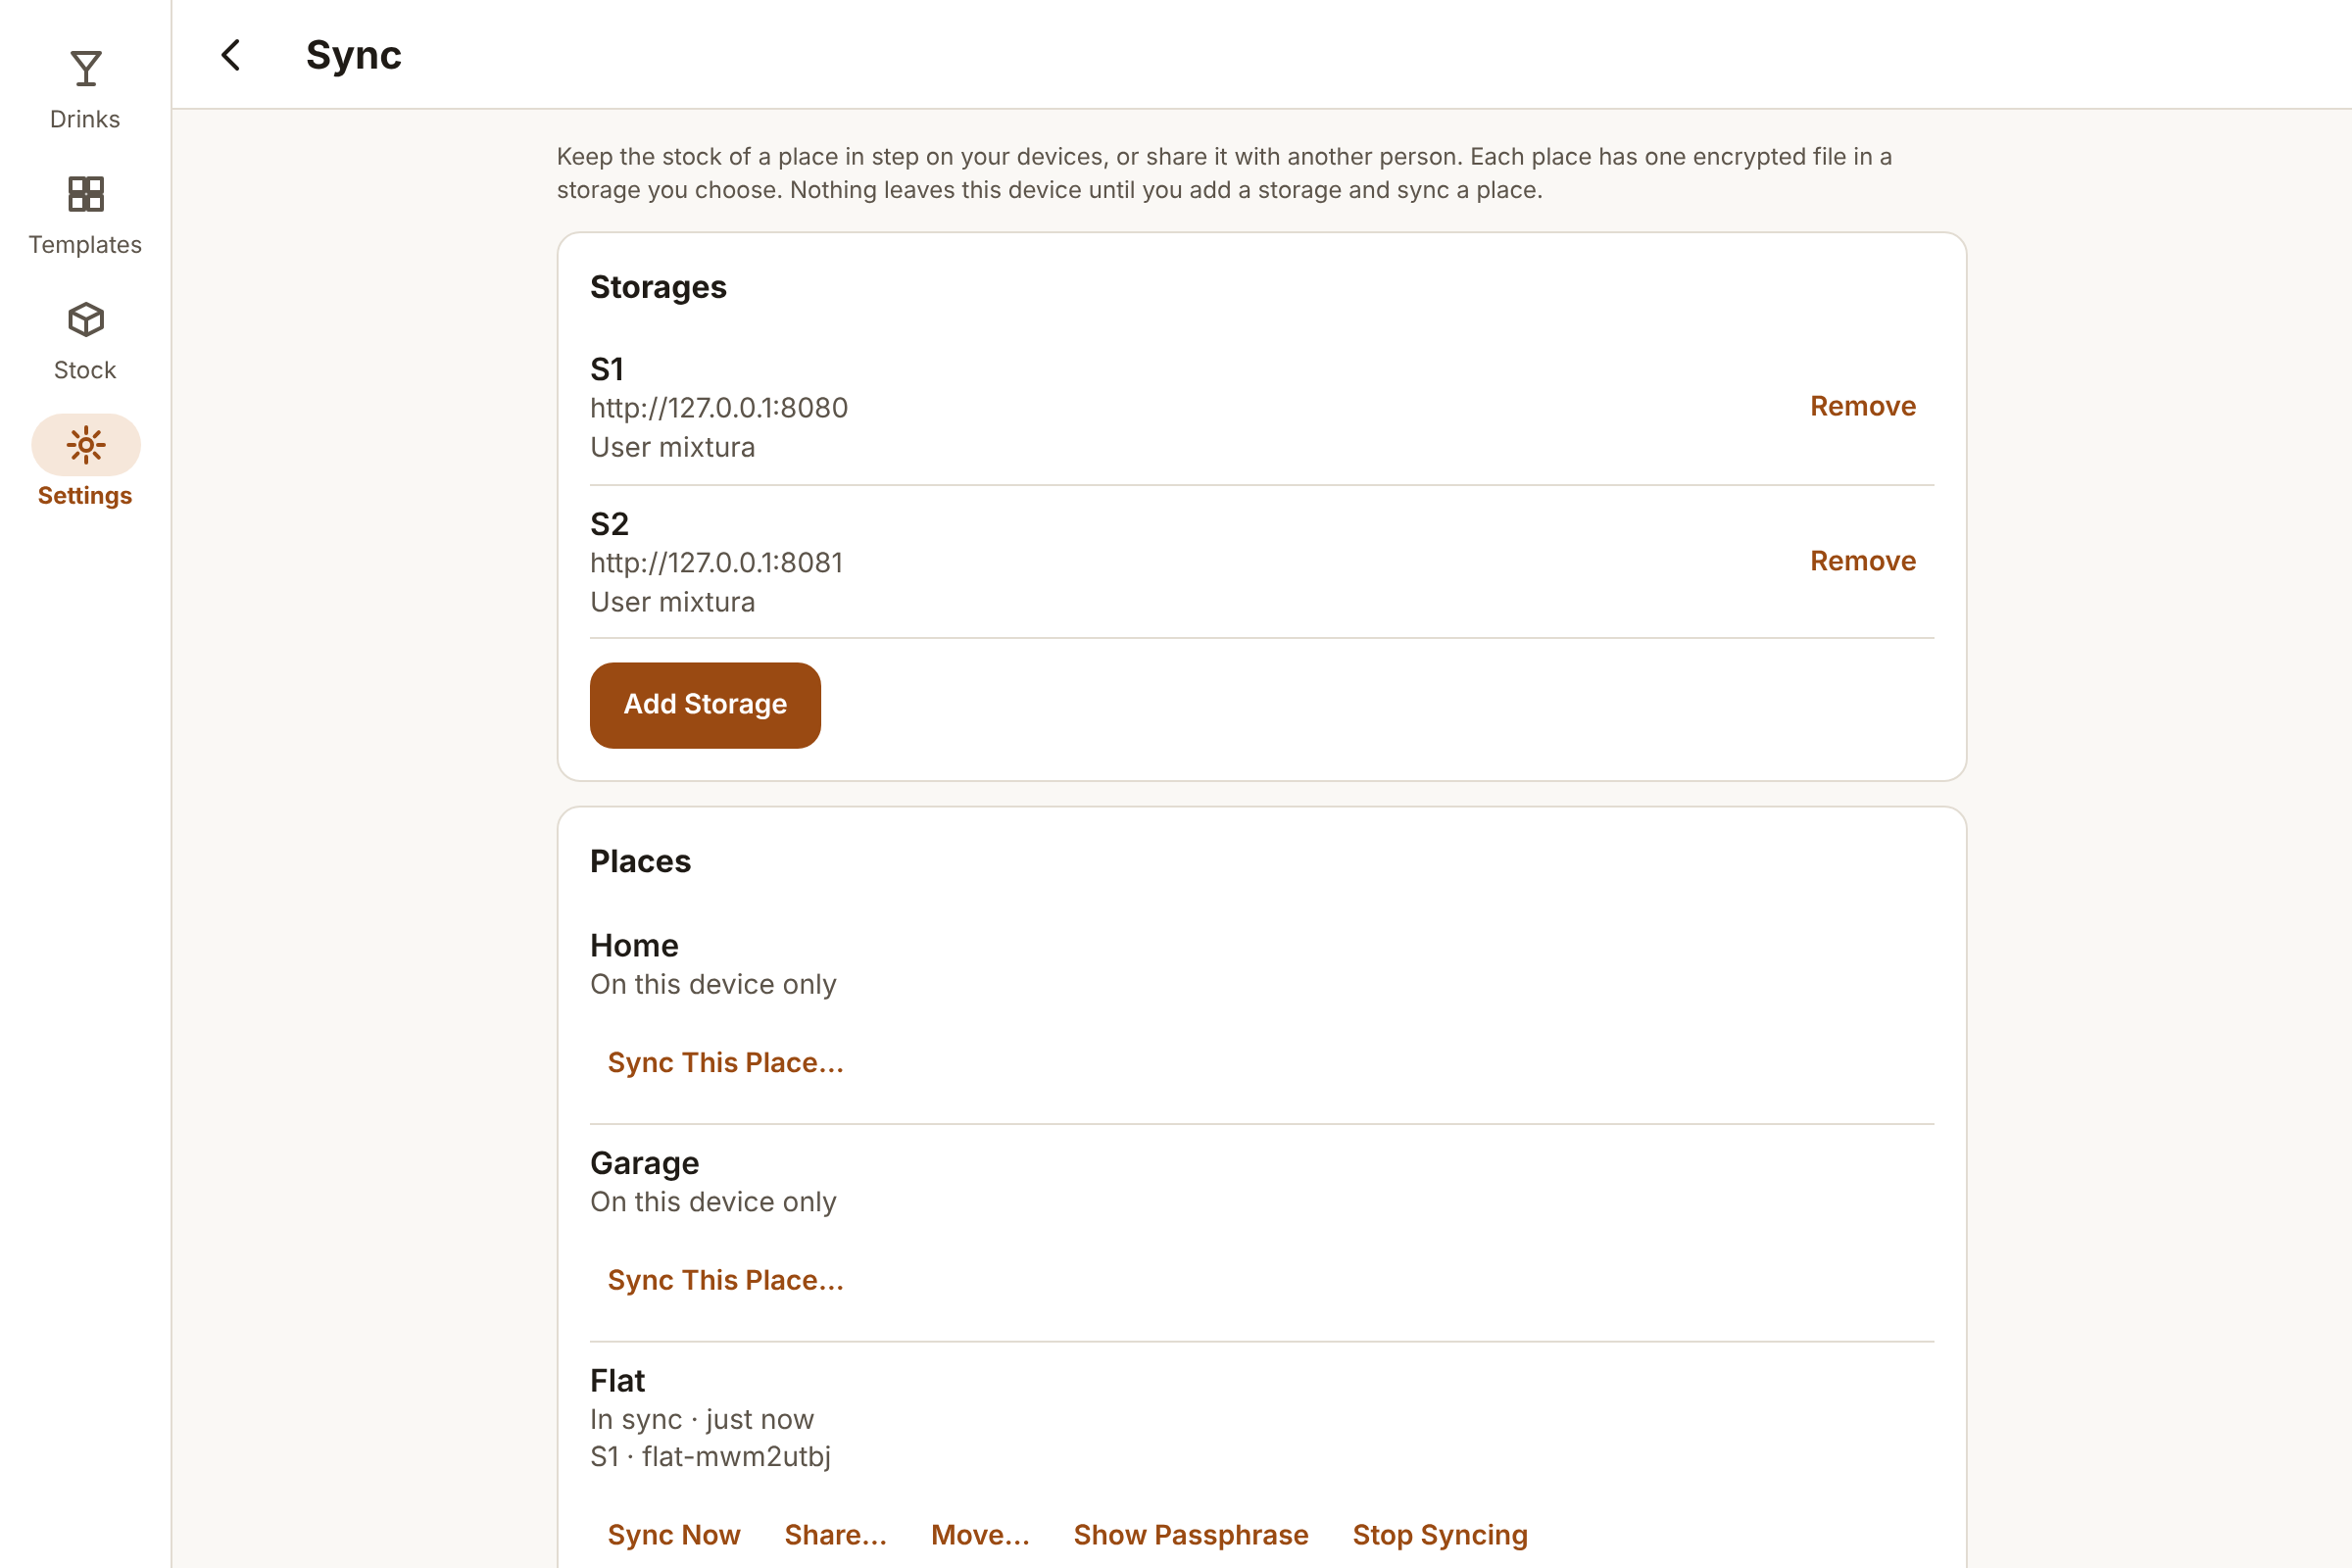 Drinks
Templates
Stock
Settings
Sync
Keep the stock of a place in step on your devices, or share it with another person. Each place has one encrypted file in a
storage you choose. Nothing leaves this device until you add a storage and sync a place.
Storages
S1
http://127.0.0.1:8080
User mixtura
Remove
S2
http://127.0.0.1:8081
User mixtura
Remove
Add Storage
Places
Home
On this device only
Sync This Place...
Garage
On this device only
Sync This Place...
Flat
In sync · just now
S1 · flat-mwm2utbj
Sync Now Share... Move... Show Passphrase Stop Syncing